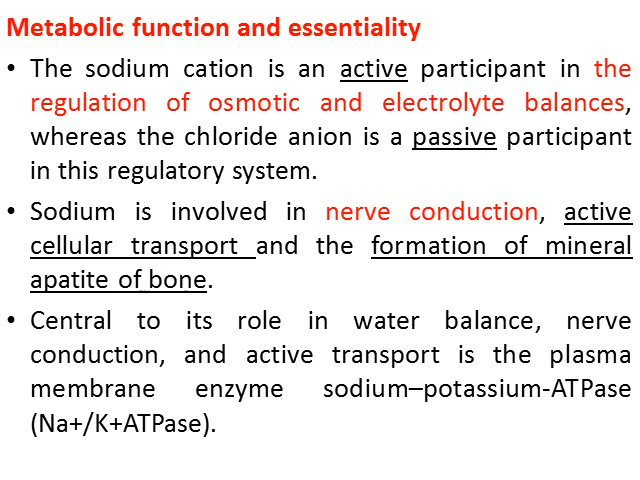 Metabolic function and essentiality
• The sodium cation is an active participant in the
regulation of osmotic and electrolyte balances,
whereas the chloride anion is a passive participant
in this regulatory system.
• Sodium is involved in nerve conduction, active
cellular transport and the formation of mineral
apatite of bone.
• Central to its role in water balance, nerve
conduction, and active transport is the plasma
membrane enzyme sodium–potassium-ATPase
(Na+/K+ATPase).